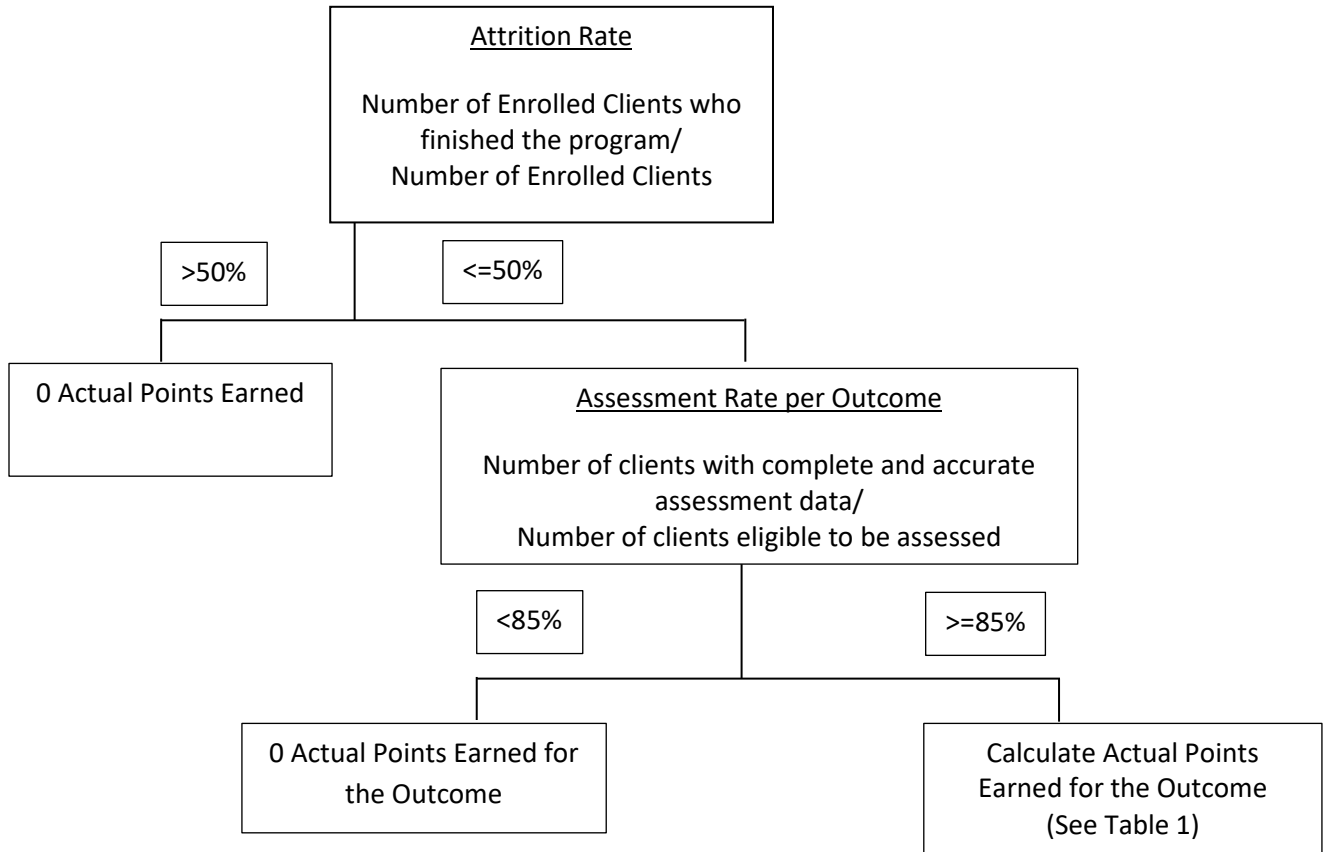 Attrition Rate
Number of Enrolled Clients who
finished the program/
Number of Enrolled Clients
>50%
<=50%
0 Actual Points Earned
Assessment Rate per Outcome
Number of clients with complete and accurate
assessment data/
Number of clients eligible to be assessed
<85%
>=85%
0 Actual Points Earned for
the Outcome
Calculate Actual Points
Earned for the Outcome
(See Table 1)